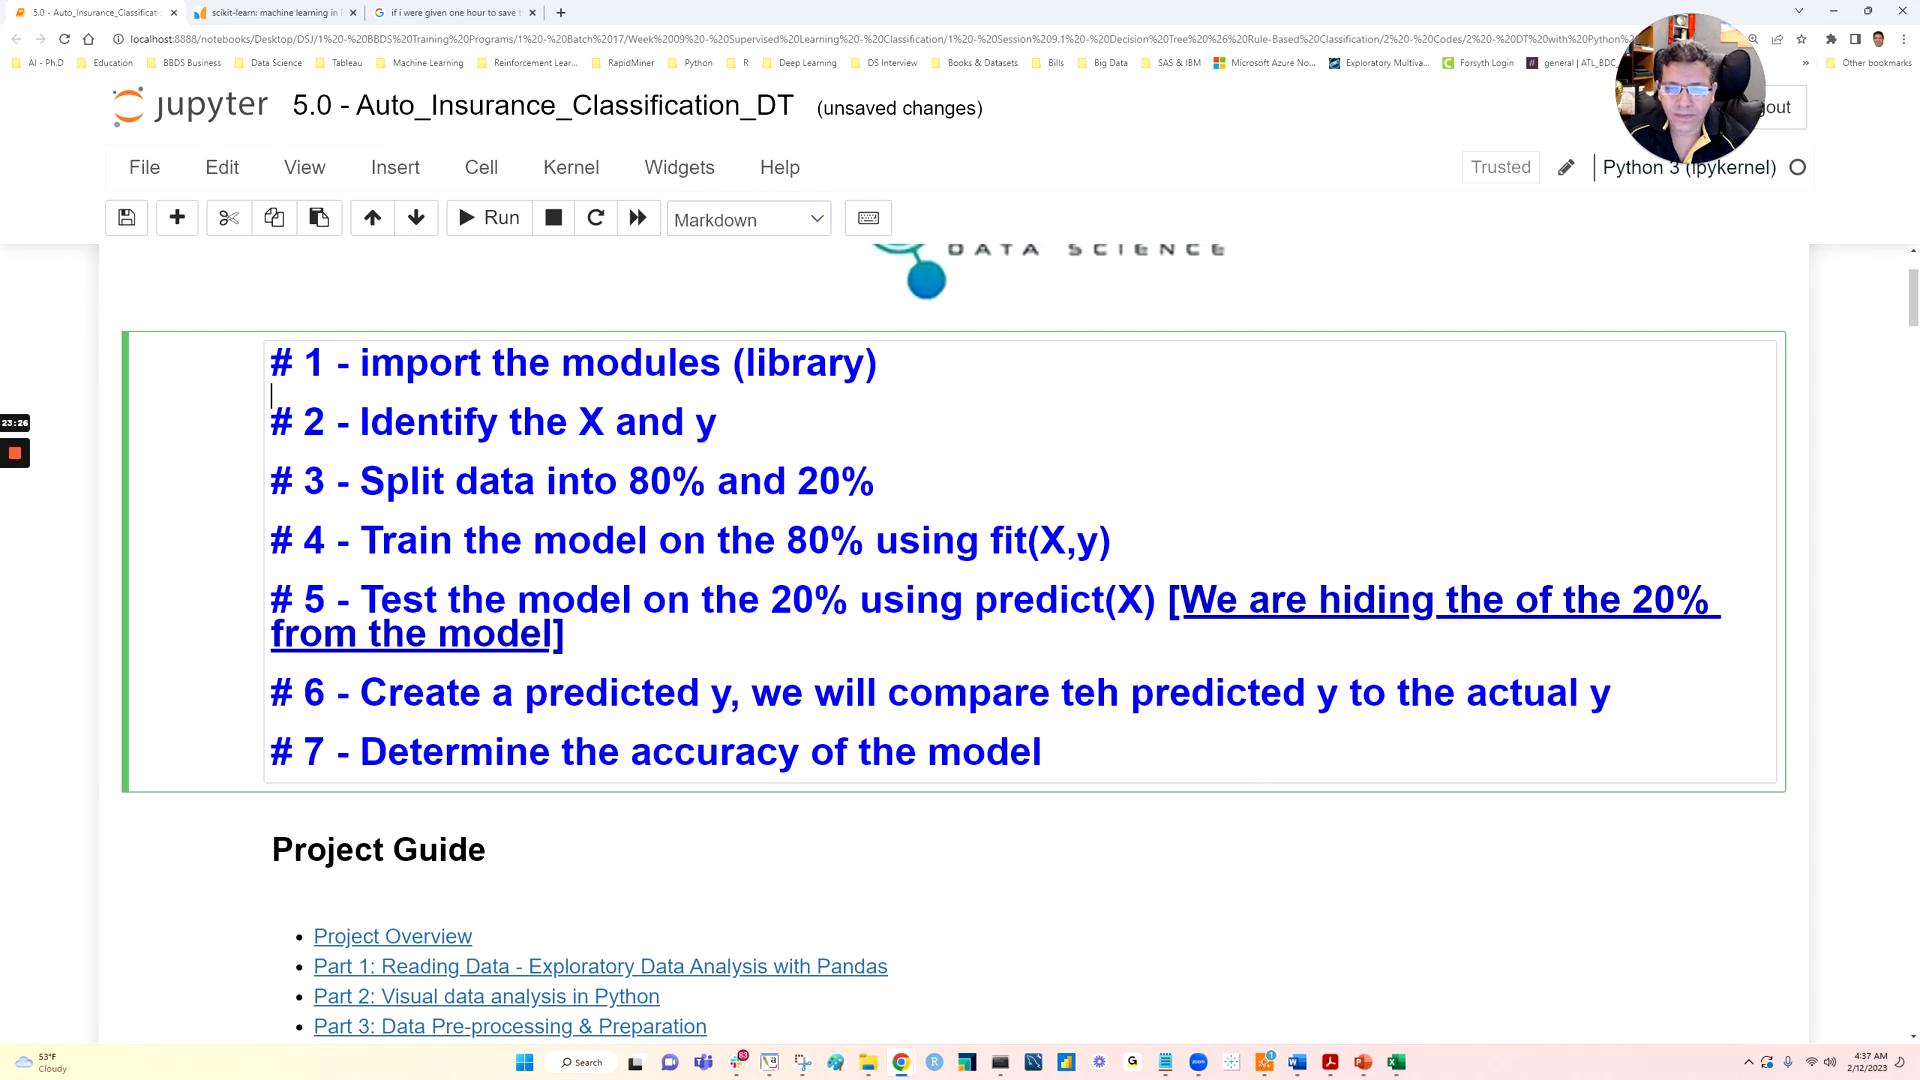 5.0 - Auto_Insurance_Classificatio
scikit-learn: machine learning in
if i were given one hour to save t
localhost:8888/notebooks/Desktop/DSJ/1%20-%20BBDS%20Training%20Programs/1%20-%20Batch%2017/Week%2009%20-%20Supervised%20Learning%20-%20Classification/1%20-%20Session%209.1%20-%20Decision%20Tree%20%26%20Rule-Based%20Classification/2%20-%20Codes/2%20-%20DT%20with%20Python
AI - Ph.D Education BBDS Business Data Science Tableau Machine Learning Reinforcement Lear... RapidMiner Python R Deep Learning DS Interview Books & Datasets Bills Big Data SAS & IBM Microsoft Azure No... Exploratory Multiva... Forsyth Login general | ATL_BDC_ » Other bookmarks
jupyter 5.0 - Auto_Insurance_Classification_DT (unsaved changes) out
File Edit View Insert Cell Kernel Widgets Help Trusted Python 3 (ipykernel)
Run Markdown
DATA SCIENCE
# 1 - import the modules (library)
# 2 - Identify the X and y
23:26
# 3 - Split data into 80% and 20%
# 4 - Train the model on the 80% using fit(X,y)
# 5 - Test the model on the 20% using predict(X) [We are hiding the of the 20%
from the model]
# 6 - Create a predicted y, we will compare teh predicted y to the actual y
# 7 - Determine the accuracy of the model
Project Guide
• Project Overview
• Part 1: Reading Data - Exploratory Data Analysis with Pandas
• Part 2: Visual data analysis in Python
• Part 3: Data Pre-processing & Preparation
53°F
Cloudy
Search
83
1
4:37 AM
2/12/2023